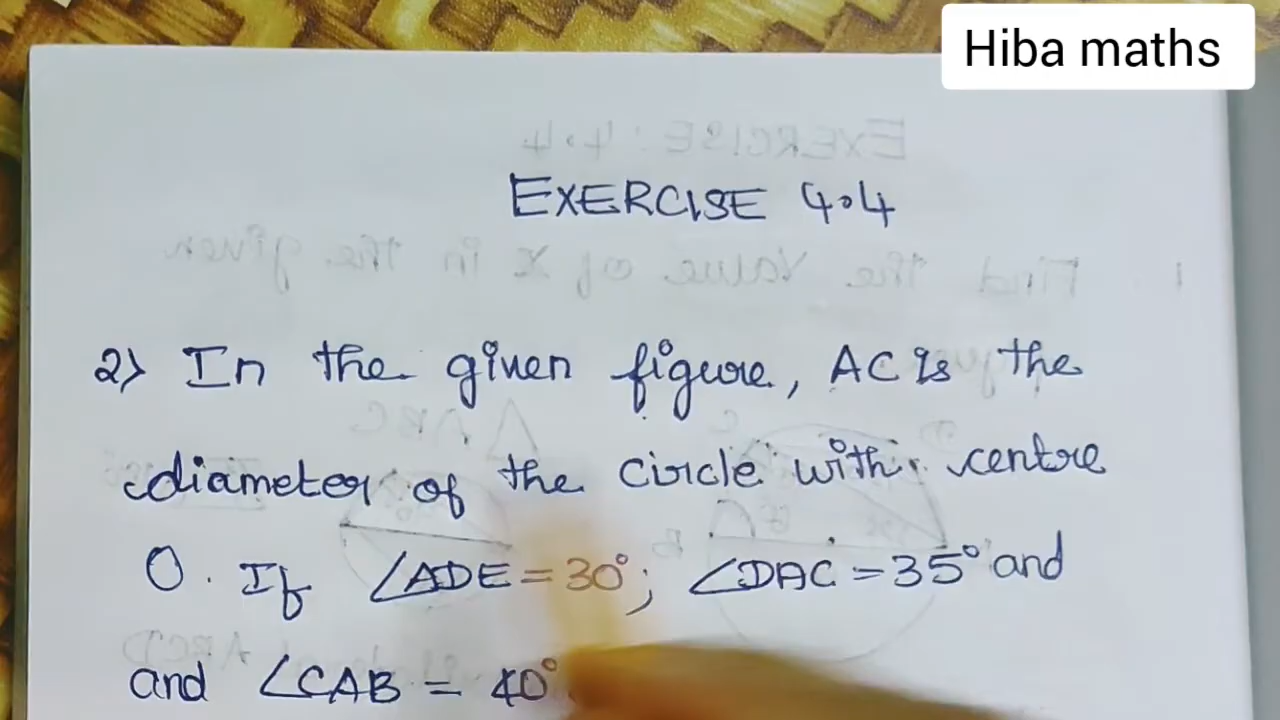 Hiba maths
EXERCISE 4.4
2) In the given figure, AC is the
diameter of the circle with centre
O. If ∠ADE = 30°; ∠DAC = 35° and
and ∠CAB = 40°